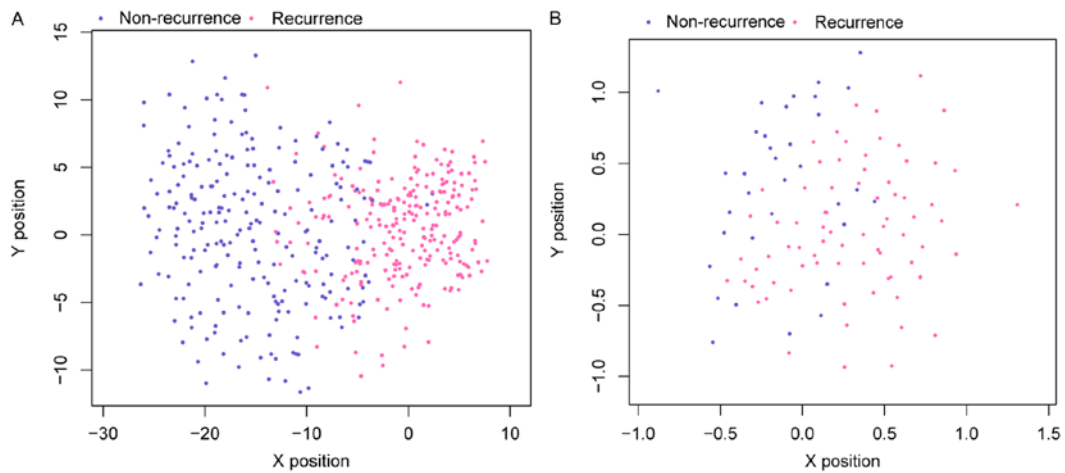 A
Non-recurrence Recurrence
15
10
5
0
−5
−10
Y position
−30 −20 −10 0 10
X position
B
Non-recurrence Recurrence
1.0
0.5
0.0
−0.5
−1.0
Y position
−1.0 −0.5 0.0 0.5 1.0 1.5
X position